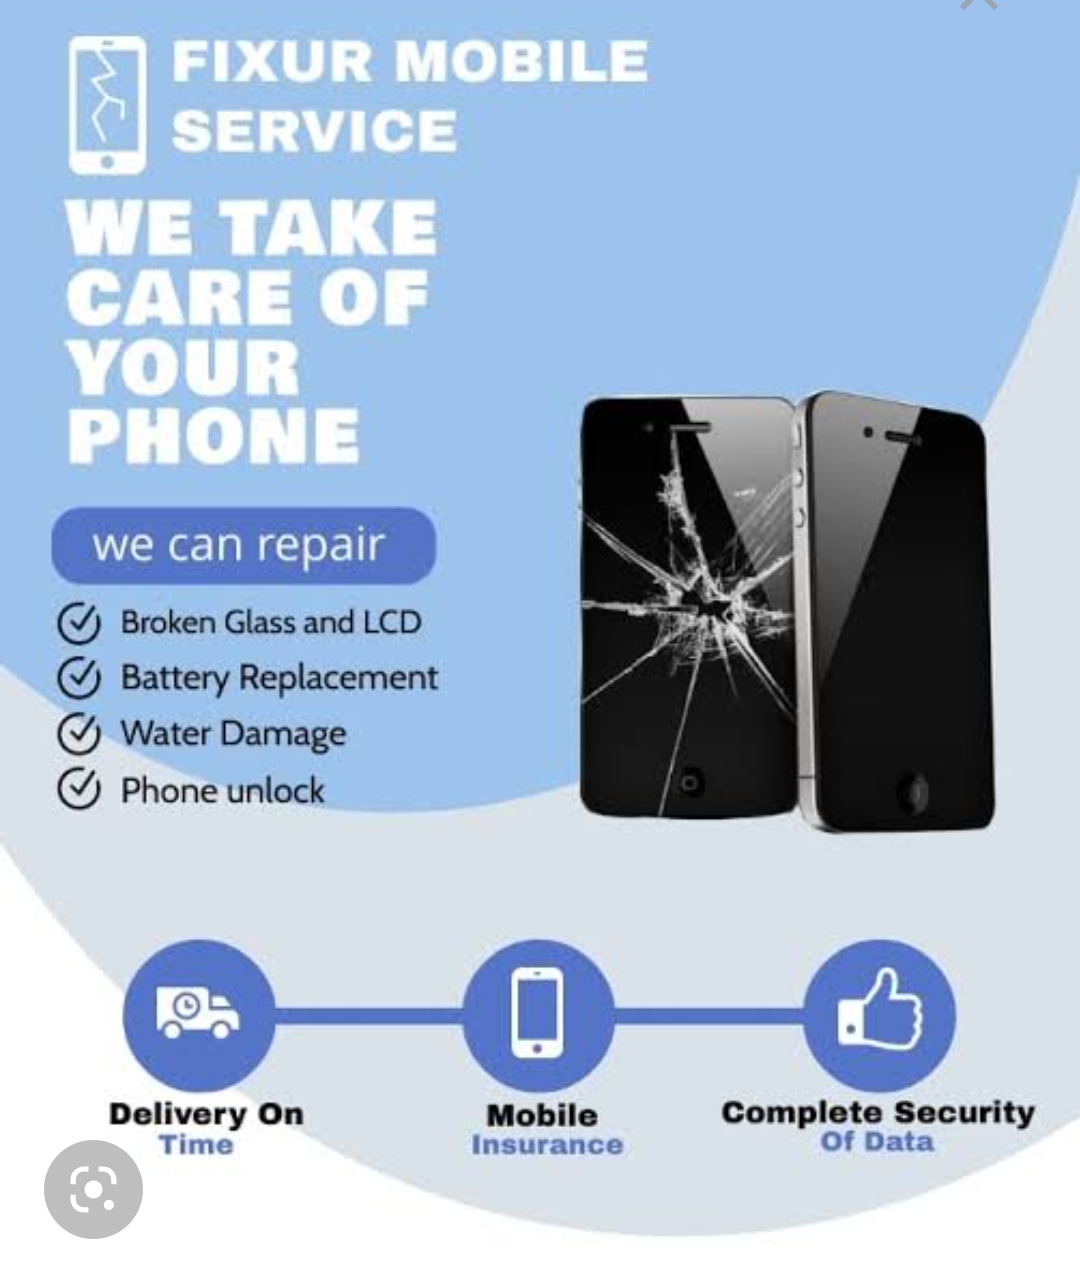 FIXUR MOBILE
SERVICE
WE TAKE
CARE OF
YOUR
PHONE
we can repair
Broken Glass and LCD
Battery Replacement
Water Damage
Phone unlock
Delivery On
Time
Mobile
Insurance
Complete Security
Of Data